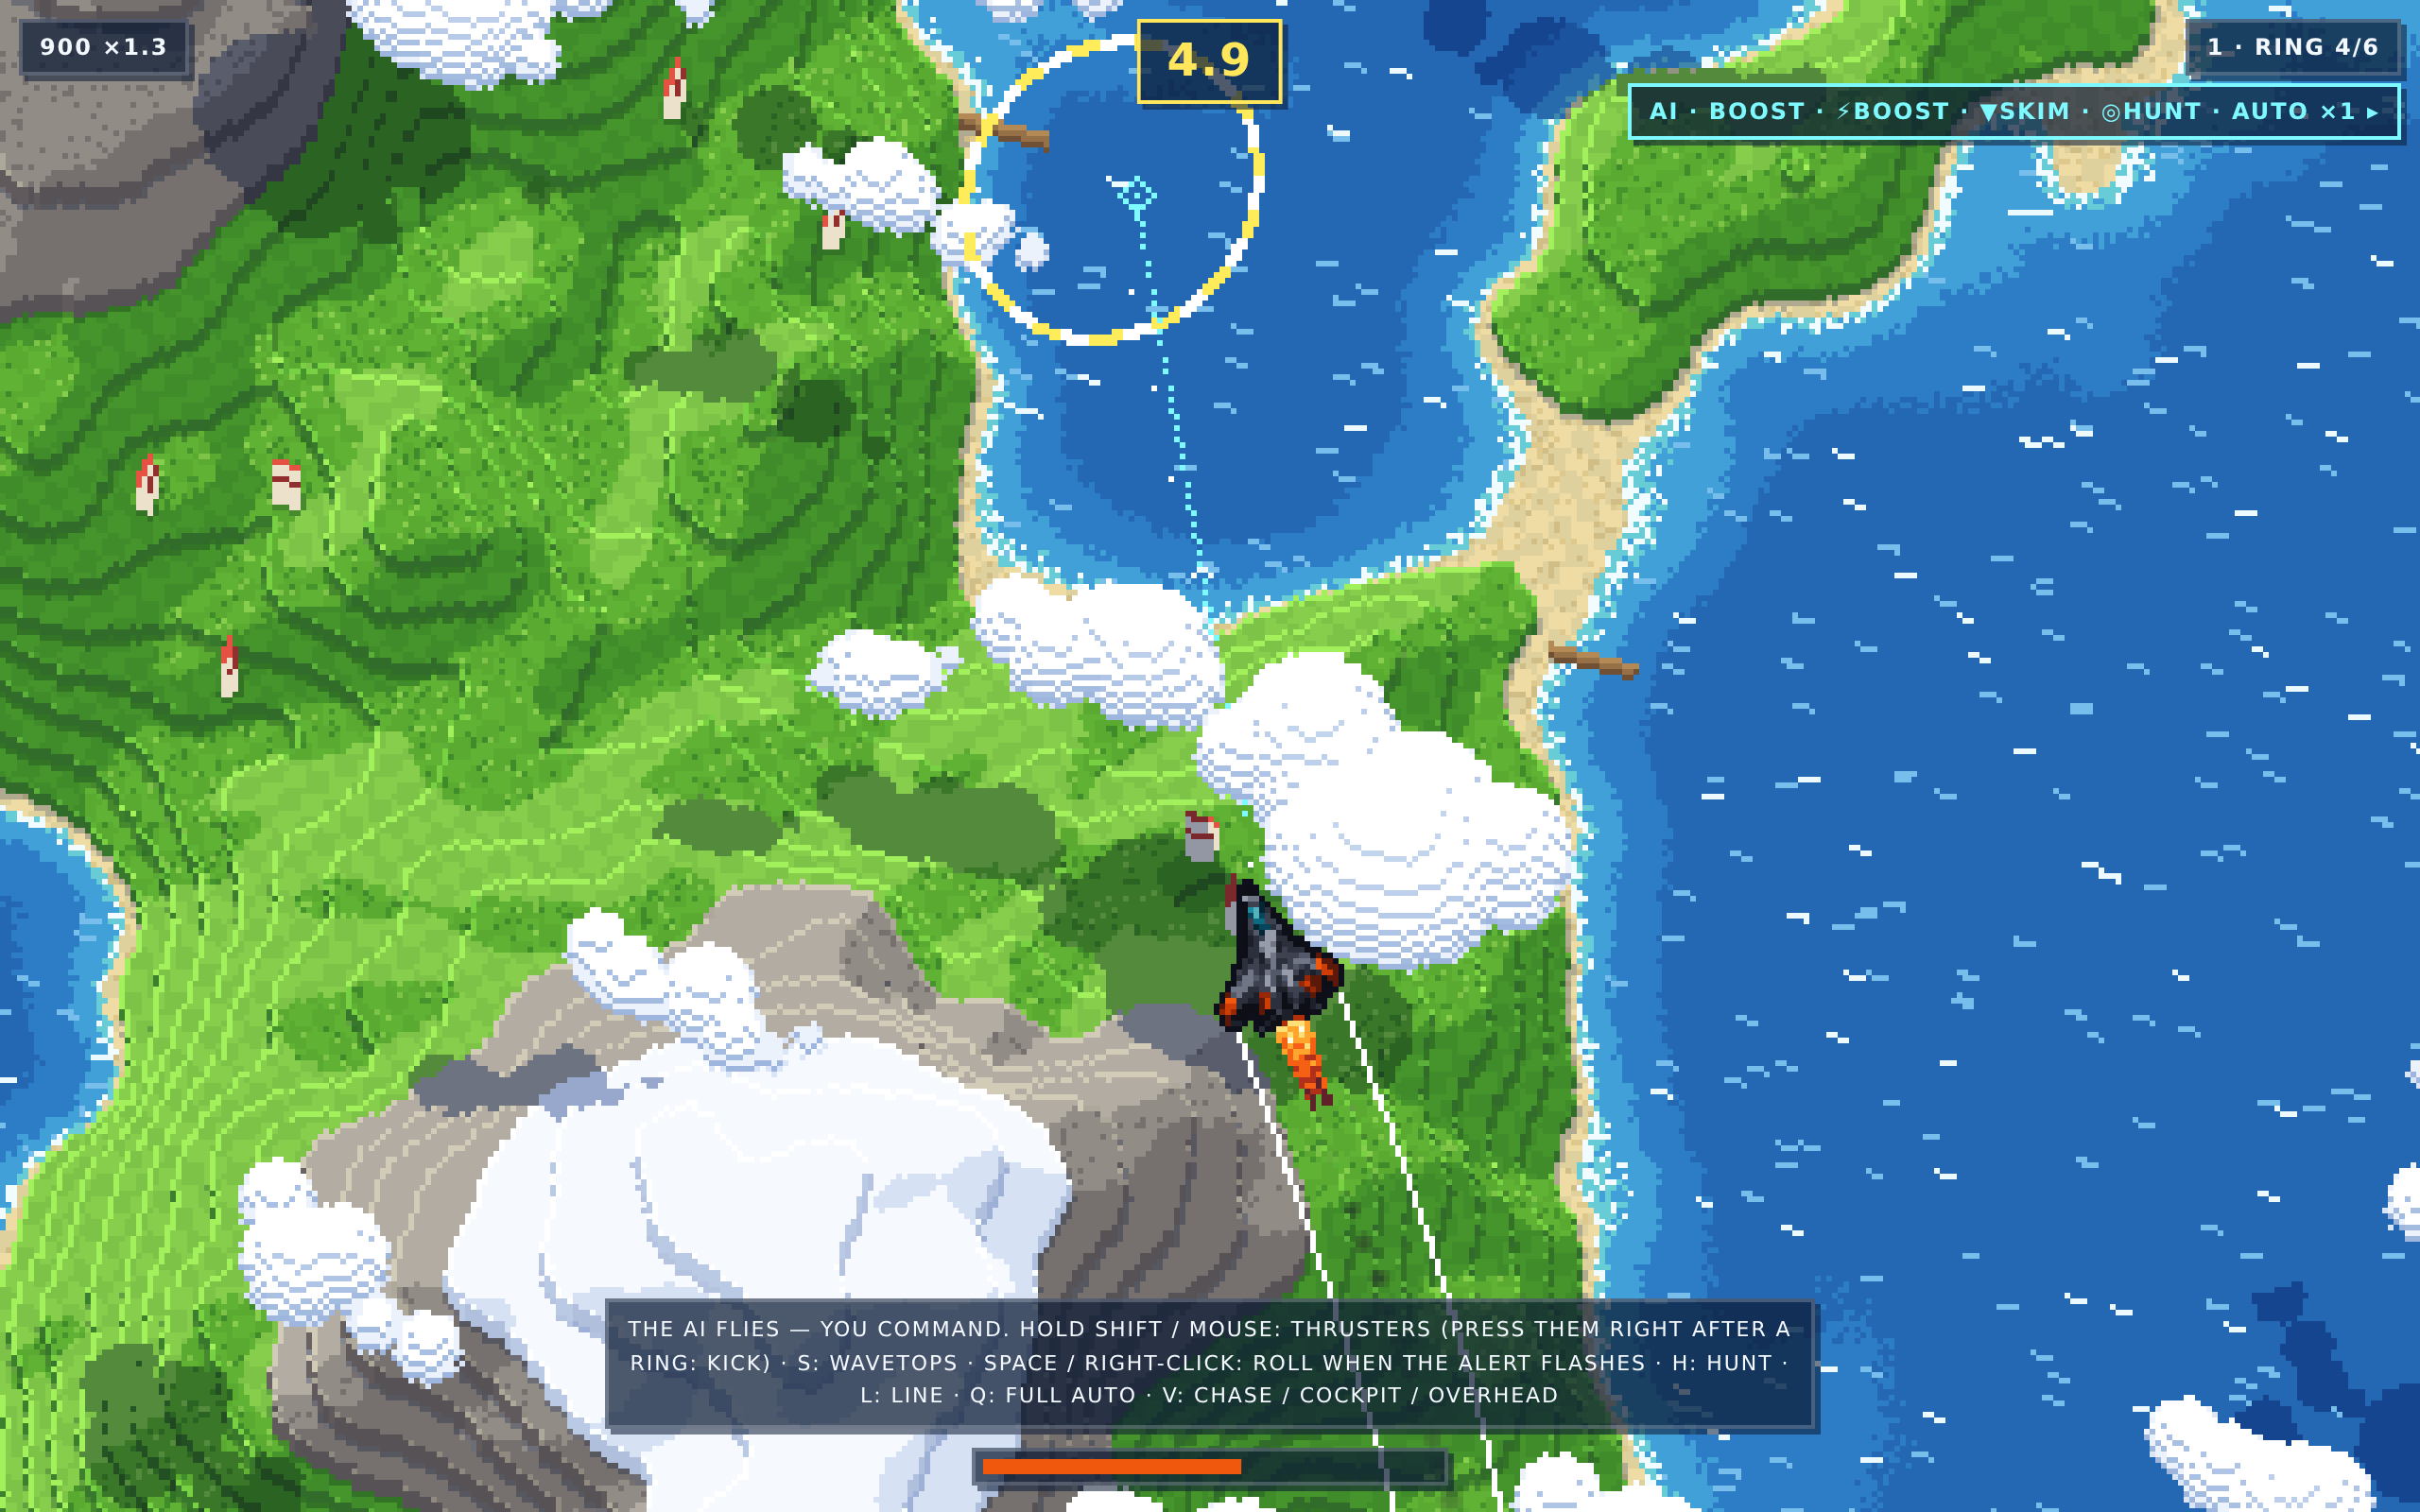 900 ×1.3
4.9
1 · RING 4/6
AI · BOOST · ⚡BOOST · ▼SKIM · ◎HUNT · AUTO ×1 ▸
THE AI FLIES — YOU COMMAND. HOLD SHIFT / MOUSE: THRUSTERS (PRESS THEM RIGHT AFTER A
RING: KICK) · S: WAVETOPS · SPACE / RIGHT-CLICK: ROLL WHEN THE ALERT FLASHES · H: HUNT ·
L: LINE · Q: FULL AUTO · V: CHASE / COCKPIT / OVERHEAD